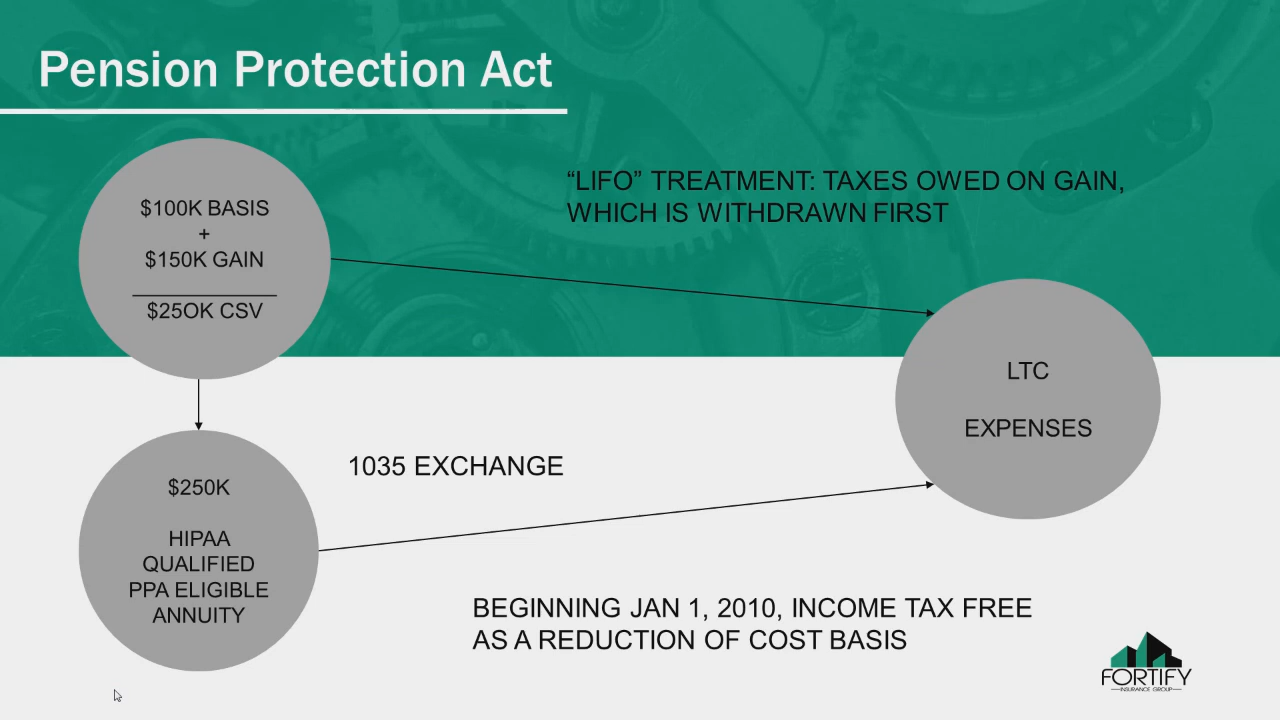 Pension Protection Act
$100K BASIS
+
$150K GAIN
$25OK CSV
“LIFO” TREATMENT: TAXES OWED ON GAIN,
WHICH IS WITHDRAWN FIRST
LTC
EXPENSES
1035 EXCHANGE
$250K
HIPAA
QUALIFIED
PPA ELIGIBLE
ANNUITY
BEGINNING JAN 1, 2010, INCOME TAX FREE
AS A REDUCTION OF COST BASIS
FORTIFY
INSURANCE GROUP